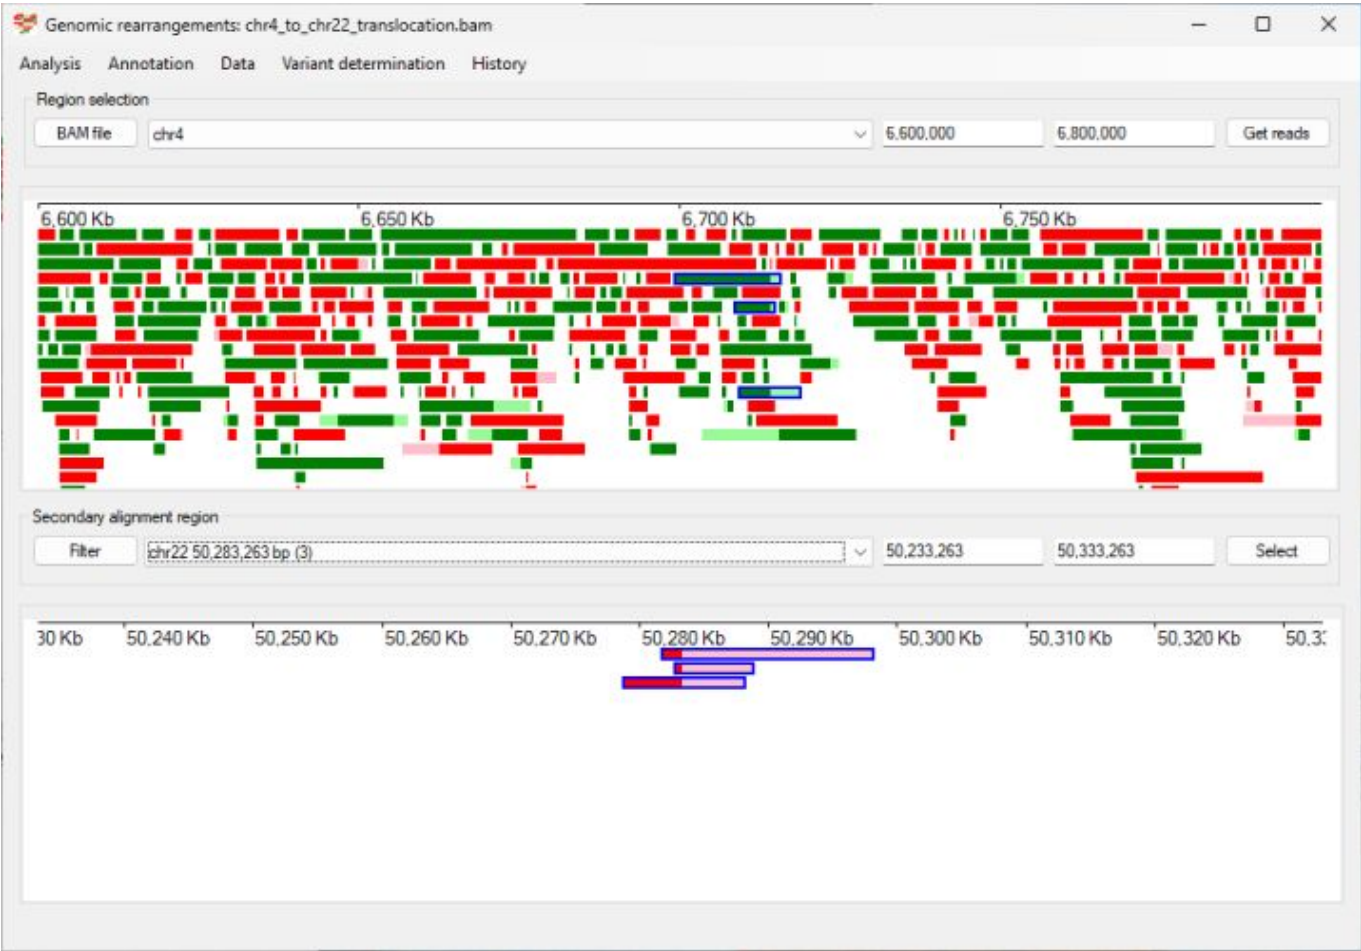 Genomic rearrangements: chr4_to_chr22_translocation.bam
Analysis Annotation Data Variant determination History
Region selection
BAM file chr4 6,600,000 6,800,000 Get reads
6,600 Kb 6,650 Kb 6,700 Kb 6,750 Kb
Secondary alignment region
Filter chr22 50,283,263 bp (3) 50,233,263 50,333,263 Select
30 Kb 50,240 Kb 50,250 Kb 50,260 Kb 50,270 Kb 50,280 Kb 50,290 Kb 50,300 Kb 50,310 Kb 50,320 Kb 50,3